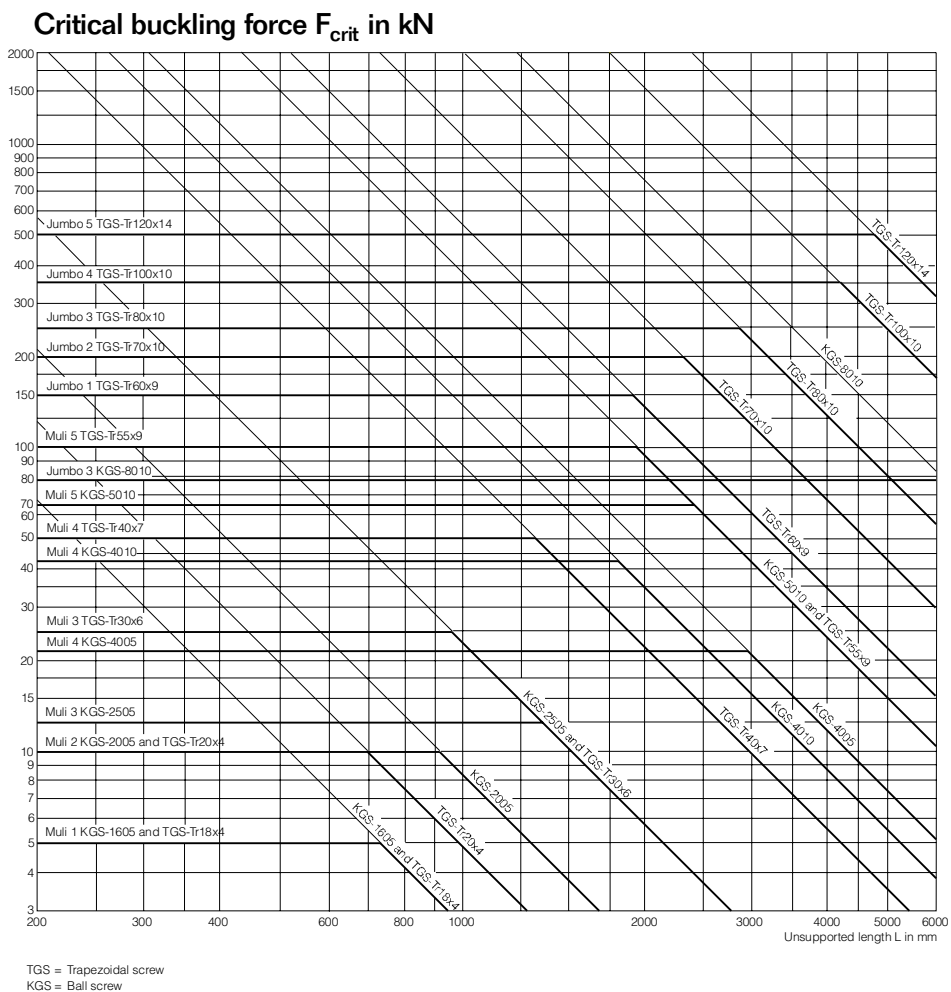 Critical buckling force Fcrit in kN
2000
1500
1000
900
800
700
600
500
400
300
200
150
100
90
80
70
60
50
40
30
20
15
10
9
8
7
6
5
4
3
Jumbo 5 TGS-Tr120x14
Jumbo 4 TGS-Tr100x10
Jumbo 3 TGS-Tr80x10
Jumbo 2 TGS-Tr70x10
Jumbo 1 TGS-Tr60x9
Muli 5 TGS-Tr55x9
Jumbo 3 KGS-8010
Muli 5 KGS-5010
Muli 4 TGS-Tr40x7
Muli 4 KGS-4010
Muli 3 TGS-Tr30x6
Muli 4 KGS-4005
Muli 3 KGS-2505
Muli 2 KGS-2005 and TGS-Tr20x4
Muli 1 KGS-1605 and TGS-Tr18x4
TGS-Tr120x14
TGS-Tr100x10
KGS-8010
TGS-Tr80x10
TGS-Tr70x10
TGS-Tr60x9
KGS-5010 and TGS-Tr55x9
KGS-4005
KGS-4010
TGS-Tr40x7
KGS-2505 and TGS-Tr30x6
KGS-2005
TGS-Tr20x4
KGS-1605 and TGS-Tr18x4
200 300 400 600 800 1000 2000 3000 4000 5000 6000
Unsupported length L in mm
TGS = Trapezoidal screw
KGS = Ball screw